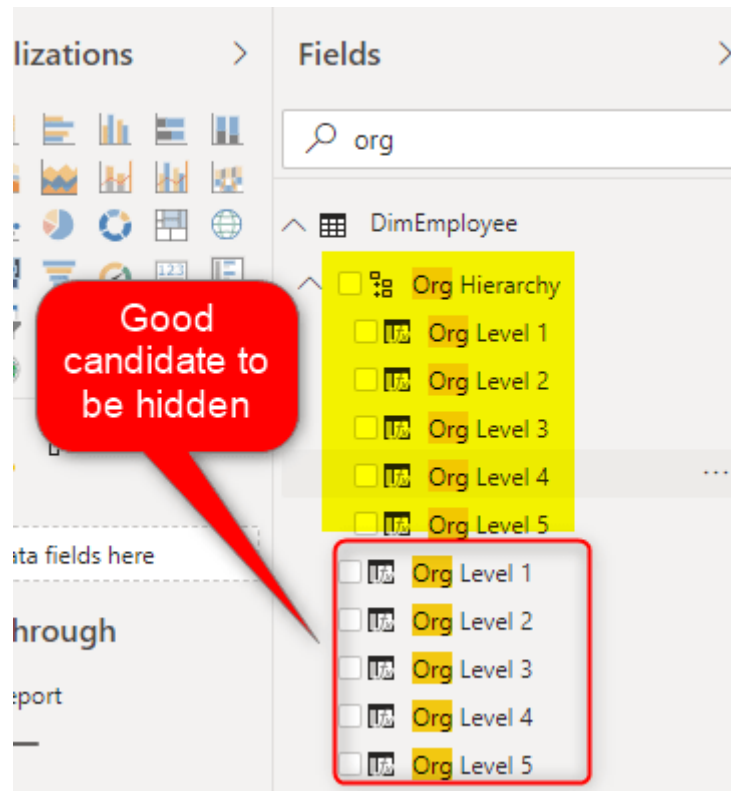 lizations
Fields
org
DimEmployee
Org Hierarchy
Org Level 1
Org Level 2
Org Level 3
Org Level 4
Org Level 5
Org Level 1
Org Level 2
Org Level 3
Org Level 4
Org Level 5
Good
candidate to
be hidden
123
ata fields here
hrough
eport